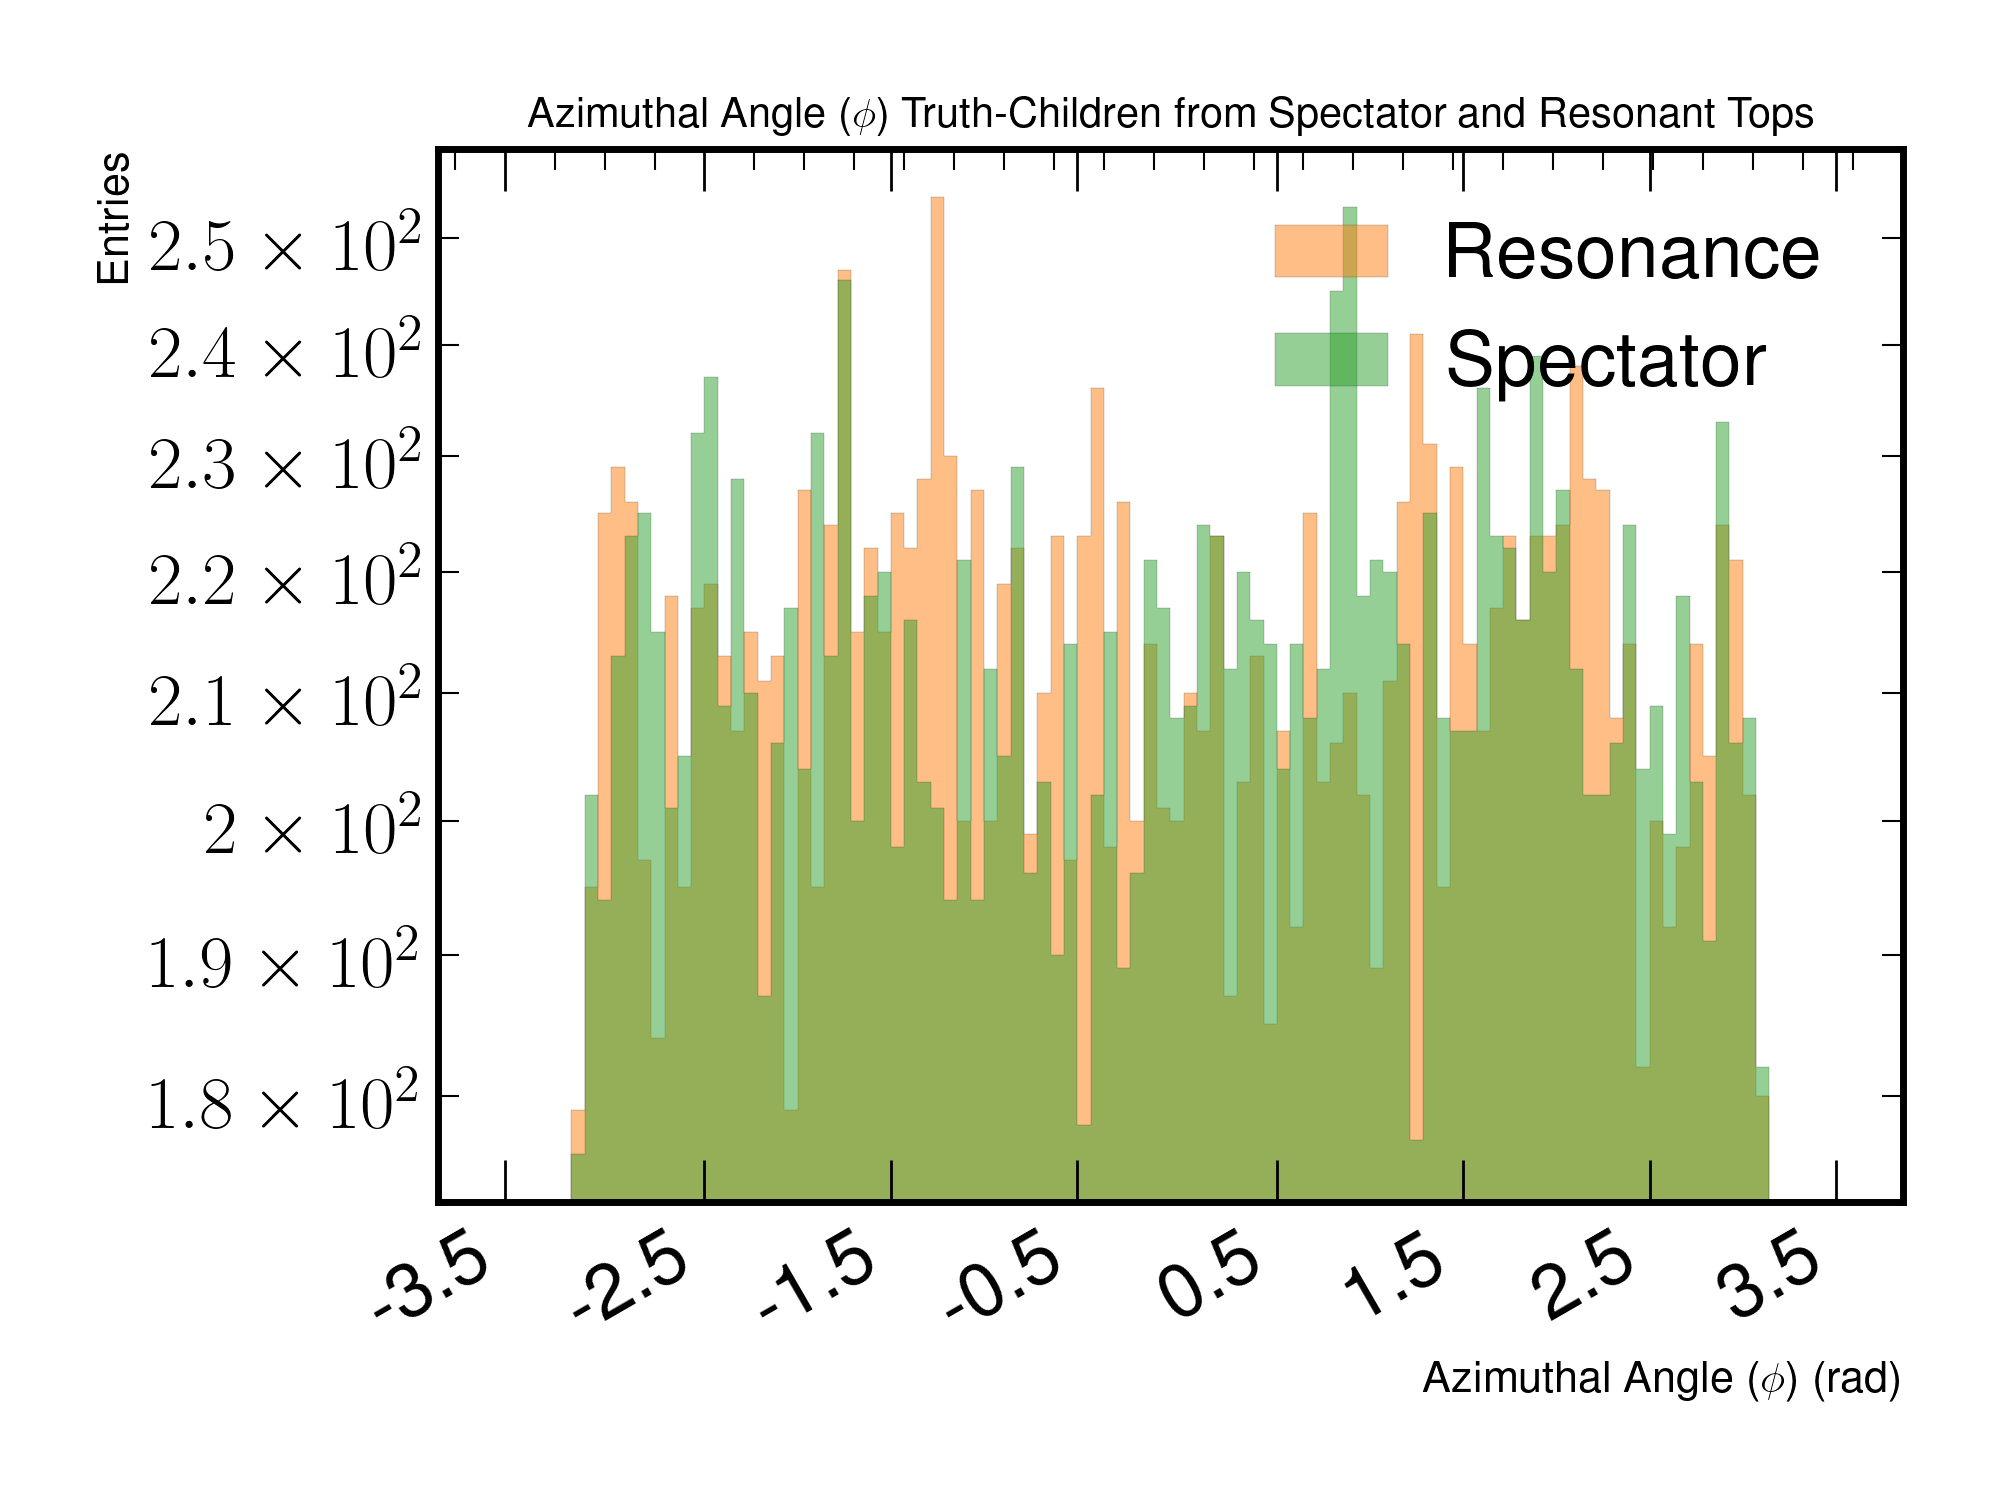 Azimuthal Angle (ϕ) Truth-Children from Spectator and Resonant Tops
Entries
2.5 × 10²
2.4 × 10²
2.3 × 10²
2.2 × 10²
2.1 × 10²
2 × 10²
1.9 × 10²
1.8 × 10²
Resonance
Spectator
-3.5 -2.5 -1.5 -0.5 0.5 1.5 2.5 3.5
Azimuthal Angle (ϕ) (rad)